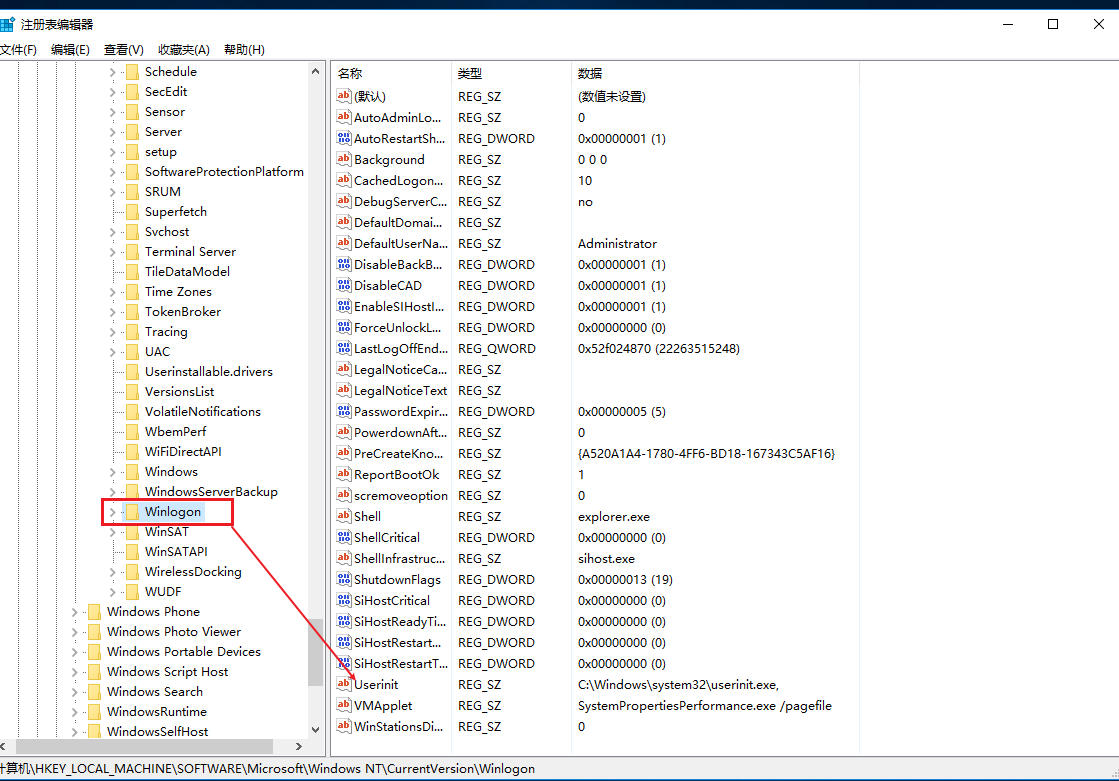 注册表编辑器
文件(F) 编辑(E) 查看(V) 收藏夹(A) 帮助(H)
Schedule
SecEdit
Sensor
Server
setup
SoftwareProtectionPlatform
SRUM
Superfetch
Svchost
Terminal Server
TileDataModel
Time Zones
TokenBroker
Tracing
UAC
Userinstallable.drivers
VersionsList
VolatileNotifications
WbemPerf
WiFiDirectAPI
Windows
WindowsServerBackup
Winlogon
WinSAT
WinSATAPI
WirelessDocking
WUDF
Windows Phone
Windows Photo Viewer
Windows Portable Devices
Windows Script Host
Windows Search
WindowsRuntime
WindowsSelfHost
名称 类型 数据
(默认) REG_SZ (数值未设置)
AutoAdminLo... REG_SZ 0
AutoRestartSh... REG_DWORD 0x00000001 (1)
Background REG_SZ 0 0 0
CachedLogon... REG_SZ 10
DebugServerC... REG_SZ no
DefaultDomai... REG_SZ
DefaultUserNa... REG_SZ Administrator
DisableBackB... REG_DWORD 0x00000001 (1)
DisableCAD REG_DWORD 0x00000001 (1)
EnableSIHostI... REG_DWORD 0x00000001 (1)
ForceUnlockL... REG_DWORD 0x00000000 (0)
LastLogOffEnd... REG_QWORD 0x52f024870 (22263515248)
LegalNoticeCa... REG_SZ
LegalNoticeText REG_SZ
PasswordExpir... REG_DWORD 0x00000005 (5)
PowerdownAft... REG_SZ 0
PreCreateKno... REG_SZ {A520A1A4-1780-4FF6-BD18-167343C5AF16}
ReportBootOk REG_SZ 1
scremoveoption REG_SZ 0
Shell REG_SZ explorer.exe
ShellCritical REG_DWORD 0x00000000 (0)
ShellInfrastruc... REG_SZ sihost.exe
ShutdownFlags REG_DWORD 0x00000013 (19)
SiHostCritical REG_DWORD 0x00000000 (0)
SiHostReadyTi... REG_DWORD 0x00000000 (0)
SiHostRestart... REG_DWORD 0x00000000 (0)
SiHostRestartT... REG_DWORD 0x00000000 (0)
Userinit REG_SZ C:\Windows\system32\userinit.exe,
VMApplet REG_SZ SystemPropertiesPerformance.exe /pagefile
WinStationsDi... REG_SZ 0
计算机\HKEY_LOCAL_MACHINE\SOFTWARE\Microsoft\Windows NT\CurrentVersion\Winlogon